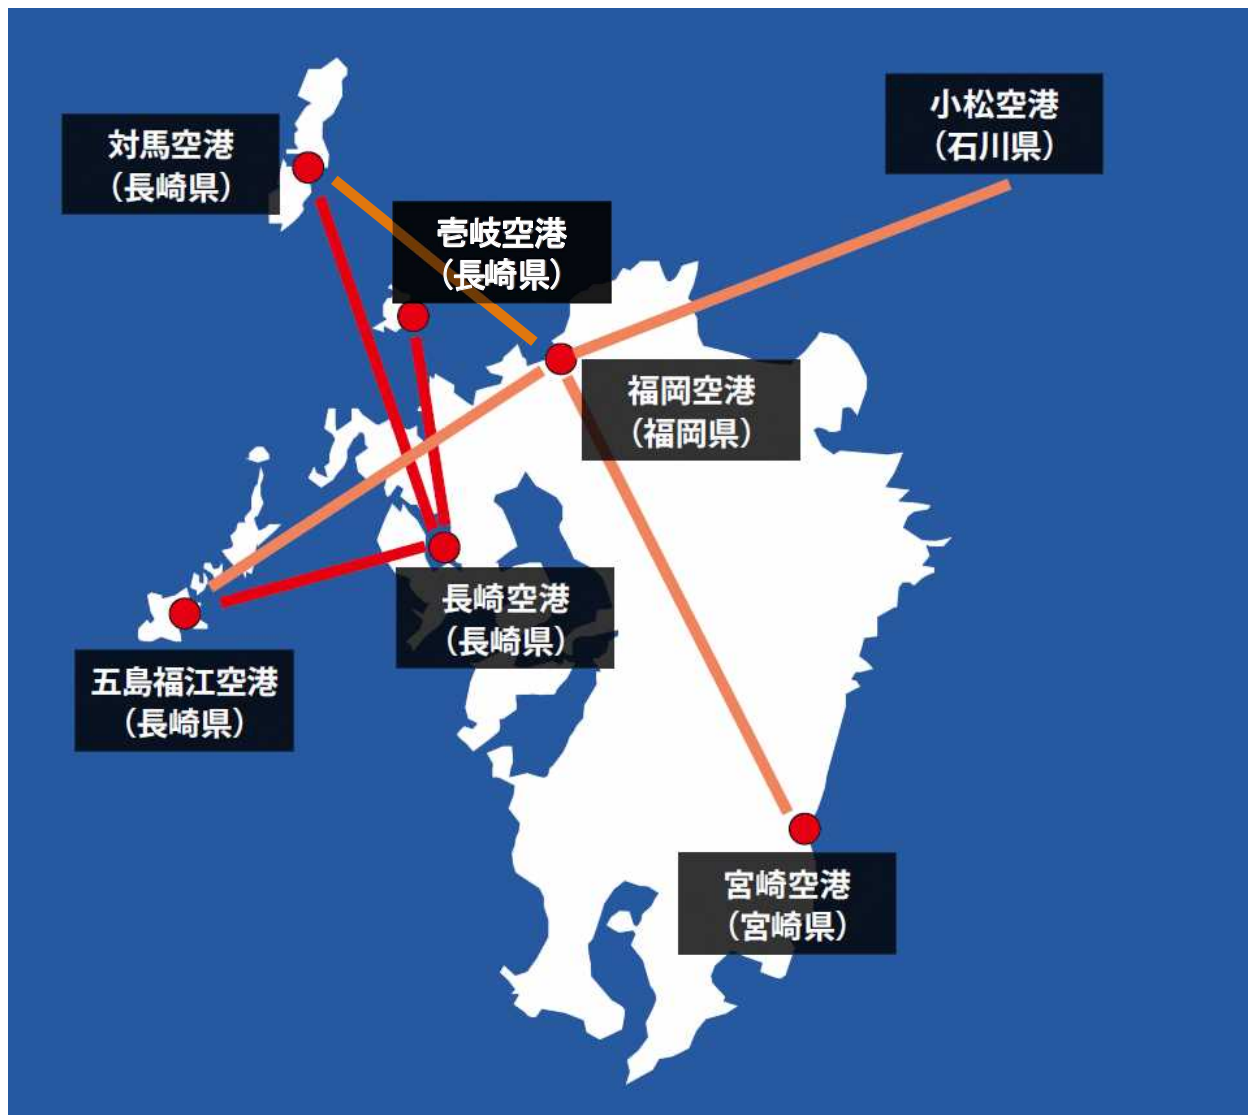 小松空港
（石川県）
対馬空港
（長崎県）
壱岐空港
（長崎県）
福岡空港
（福岡県）
長崎空港
（長崎県）
五島福江空港
（長崎県）
宮崎空港
（宮崎県）